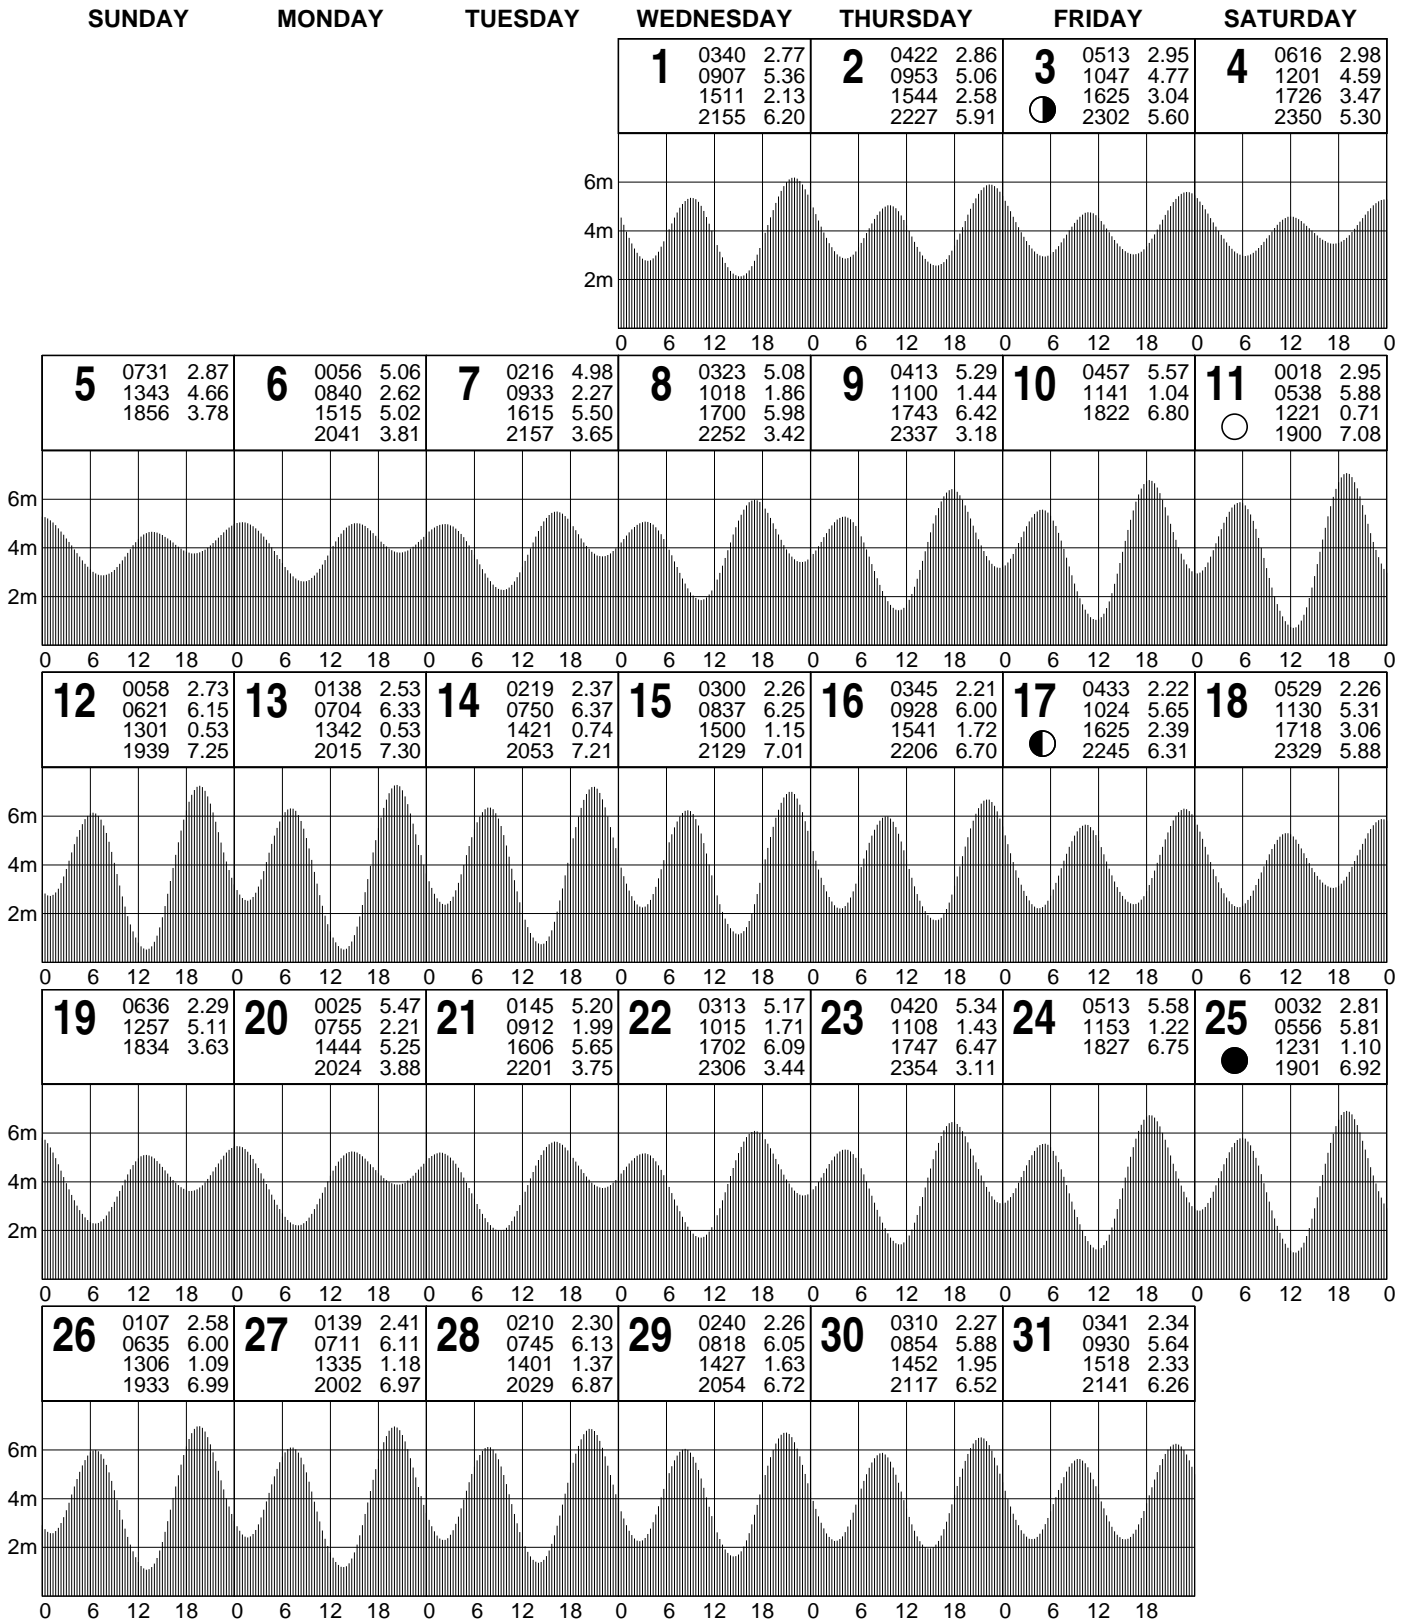 SUNDAY MONDAY TUESDAY WEDNESDAY THURSDAY FRIDAY SATURDAY
1 0340 2.77 2 0422 2.86 3 0513 2.95 4 0616 2.98
0907 5.36 0953 5.06 1047 4.77 1201 4.59
1511 2.13 1544 2.58 1625 3.04 1726 3.47
2155 6.20 2227 5.91 2302 5.60 2350 5.30
6m
4m
2m
0 6 12 18 0 6 12 18 0 6 12 18 0 6 12 18 0
5 0731 2.87 6 0056 5.06 7 0216 4.98 8 0323 5.08 9 0413 5.29 10 0457 5.57 11 0018 2.95
1343 4.66 0840 2.62 0933 2.27 1018 1.86 1100 1.44 1141 1.04 0538 5.88
1856 3.78 1515 5.02 1615 5.50 1700 5.98 1743 6.42 1822 6.80 1221 0.71
2041 3.81 2157 3.65 2252 3.42 2337 3.18 1900 7.08
6m
4m
2m
0 6 12 18 0 6 12 18 0 6 12 18 0 6 12 18 0 6 12 18 0 6 12 18 0 6 12 18 0
12 0058 2.73 13 0138 2.53 14 0219 2.37 15 0300 2.26 16 0345 2.21 17 0433 2.22 18 0529 2.26
0621 6.15 0704 6.33 0750 6.37 0837 6.25 0928 6.00 1024 5.65 1130 5.31
1301 0.53 1342 0.53 1421 0.74 1500 1.15 1541 1.72 1625 2.39 1718 3.06
1939 7.25 2015 7.30 2053 7.21 2129 7.01 2206 6.70 2245 6.31 2329 5.88
6m
4m
2m
0 6 12 18 0 6 12 18 0 6 12 18 0 6 12 18 0 6 12 18 0 6 12 18 0 6 12 18 0
19 0636 2.29 20 0025 5.47 21 0145 5.20 22 0313 5.17 23 0420 5.34 24 0513 5.58 25 0032 2.81
1257 5.11 0755 2.21 0912 1.99 1015 1.71 1108 1.43 1153 1.22 0556 5.81
1834 3.63 1444 5.25 1606 5.65 1702 6.09 1747 6.47 1827 6.75 1231 1.10
2024 3.88 2201 3.75 2306 3.44 2354 3.11 1901 6.92
6m
4m
2m
0 6 12 18 0 6 12 18 0 6 12 18 0 6 12 18 0 6 12 18 0 6 12 18 0 6 12 18 0
26 0107 2.58 27 0139 2.41 28 0210 2.30 29 0240 2.26 30 0310 2.27 31 0341 2.34
0635 6.00 0711 6.11 0745 6.13 0818 6.05 0854 5.88 0930 5.64
1306 1.09 1335 1.18 1401 1.37 1427 1.63 1452 1.95 1518 2.33
1933 6.99 2002 6.97 2029 6.87 2054 6.72 2117 6.52 2141 6.26
6m
4m
2m
0 6 12 18 0 6 12 18 0 6 12 18 0 6 12 18 0 6 12 18 0 6 12 18 0